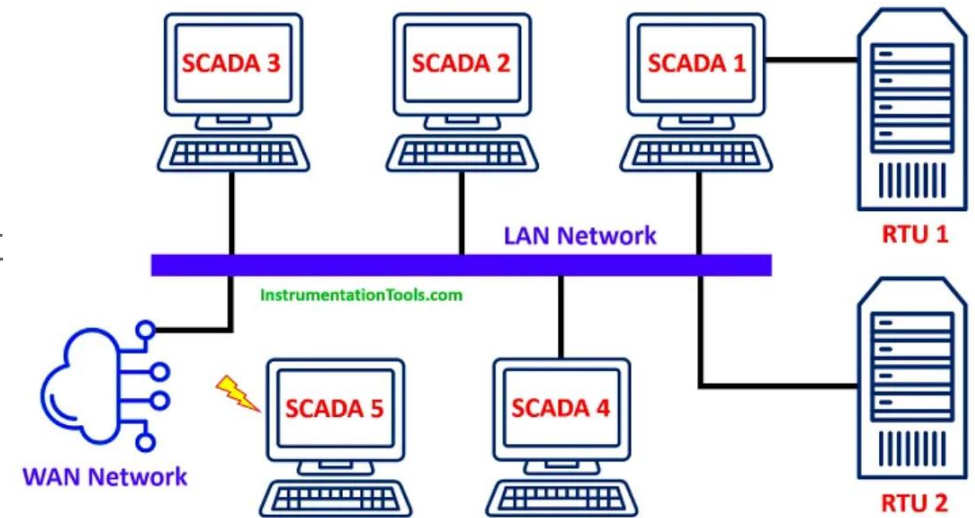 SCADA 3
SCADA 2
SCADA 1
RTU 1
LAN Network
InstrumentationTools.com
SCADA 5
SCADA 4
WAN Network
RTU 2